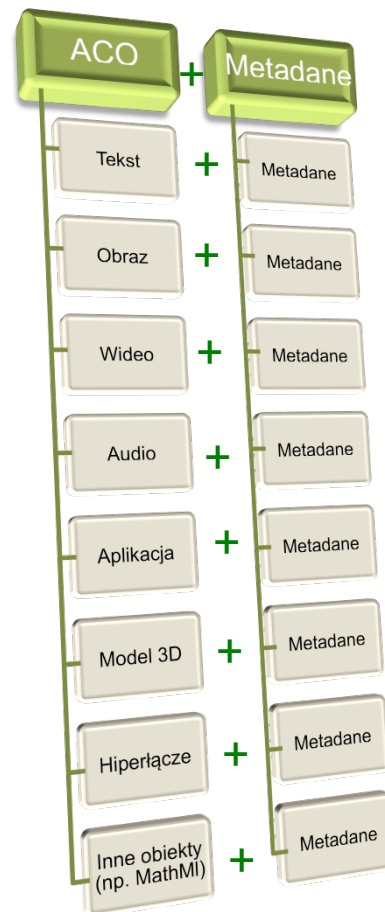 ACO + Metadane
Tekst + Metadane
Obraz + Metadane
Wideo + Metadane
Audio + Metadane
Aplikacja + Metadane
Model 3D + Metadane
Hiperłącze + Metadane
Inne obiekty
(np. MathMl) + Metadane